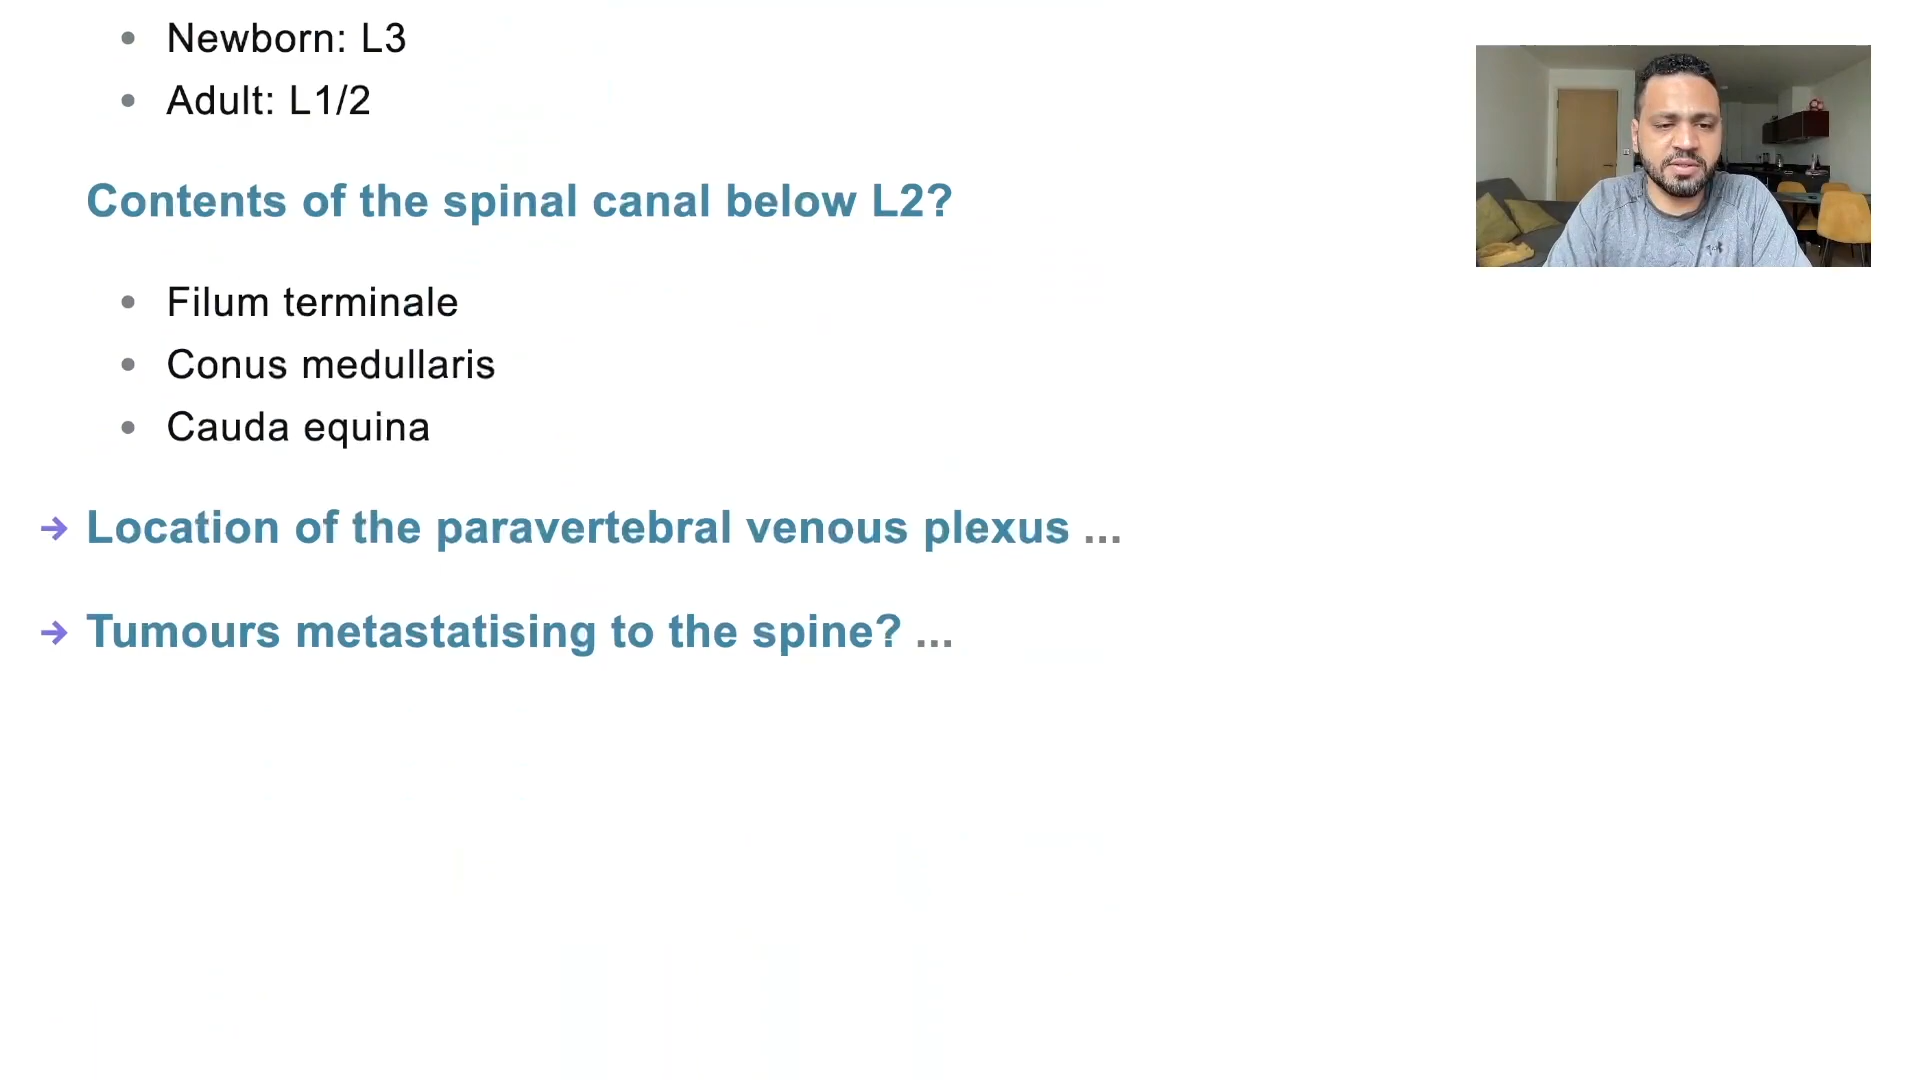 Newborn: L3
Adult: L1/2
Contents of the spinal canal below L2?
Filum terminale
Conus medullaris
Cauda equina
Location of the paravertebral venous plexus ...
Tumours metastatising to the spine? ...